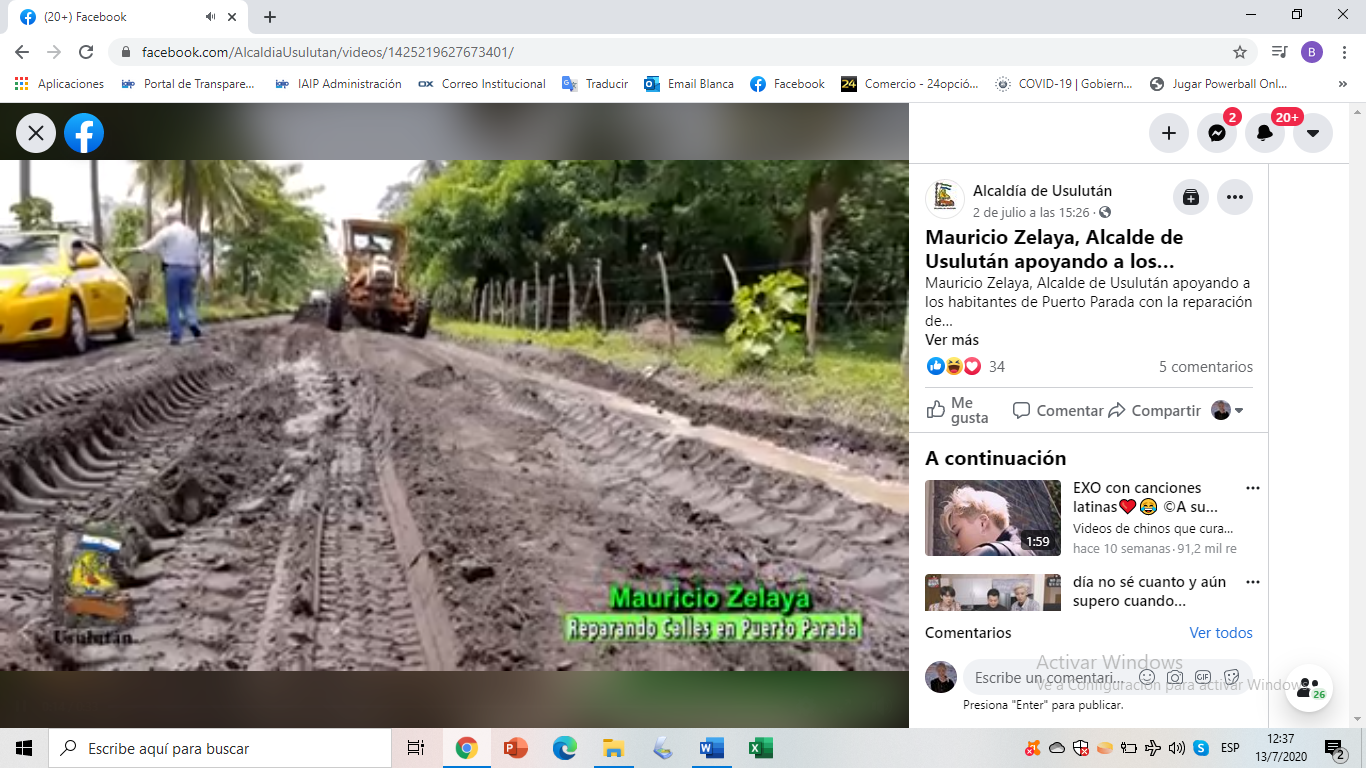 (20+) Facebook
facebook.com/AlcaldiaUsulutan/videos/1425219627673401/
B
Aplicaciones
Portal de Transpare...
IAIP Administración
Correo Institucional
Traducir
Email Blanca
Facebook
24
Comercio - 24opció...
COVID-19 | Gobiern...
Jugar Powerball Onl...
2
20+
Alcaldía de Usulután
2 de julio a las 15:26 ·
Mauricio Zelaya, Alcalde de
Usulután apoyando a los...
Mauricio Zelaya, Alcalde de Usulután apoyando a
los habitantes de Puerto Parada con la reparación
de...
Ver más
34
5 comentarios
Me
gusta
Comentar
Compartir
A continuación
EXO con canciones
latinas❤️😂 ©A su...
Videos de chinos que cura...
hace 10 semanas · 91,2 mil re
1:59
día no sé cuanto y aún
supero cuando...
Comentarios
Ver todos
Escribe un comentari...
GIF
Presiona "Enter" para publicar.
Activar Windows
Ve a Configuración para activar Windows.
26
Usulután
Mauricio Zelaya
Reparando Calles en Puerto Parada
Escribe aquí para buscar
ESP
12:37
13/7/2020
2